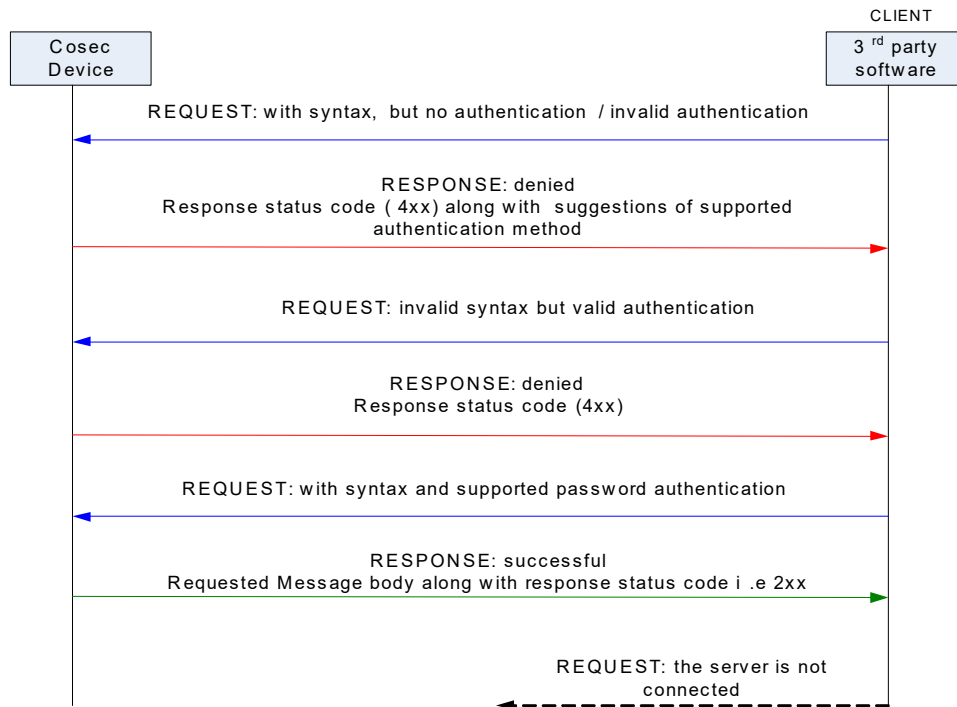 CLIENT
Cosec
Device
3 rd party
software
REQUEST: with syntax, but no authentication / invalid authentication
RESPONSE: denied
Response status code ( 4xx) along with suggestions of supported
authentication method
REQUEST: invalid syntax but valid authentication
RESPONSE: denied
Response status code (4xx)
REQUEST: with syntax and supported password authentication
RESPONSE: successful
Requested Message body along with response status code i .e 2xx
REQUEST: the server is not
connected